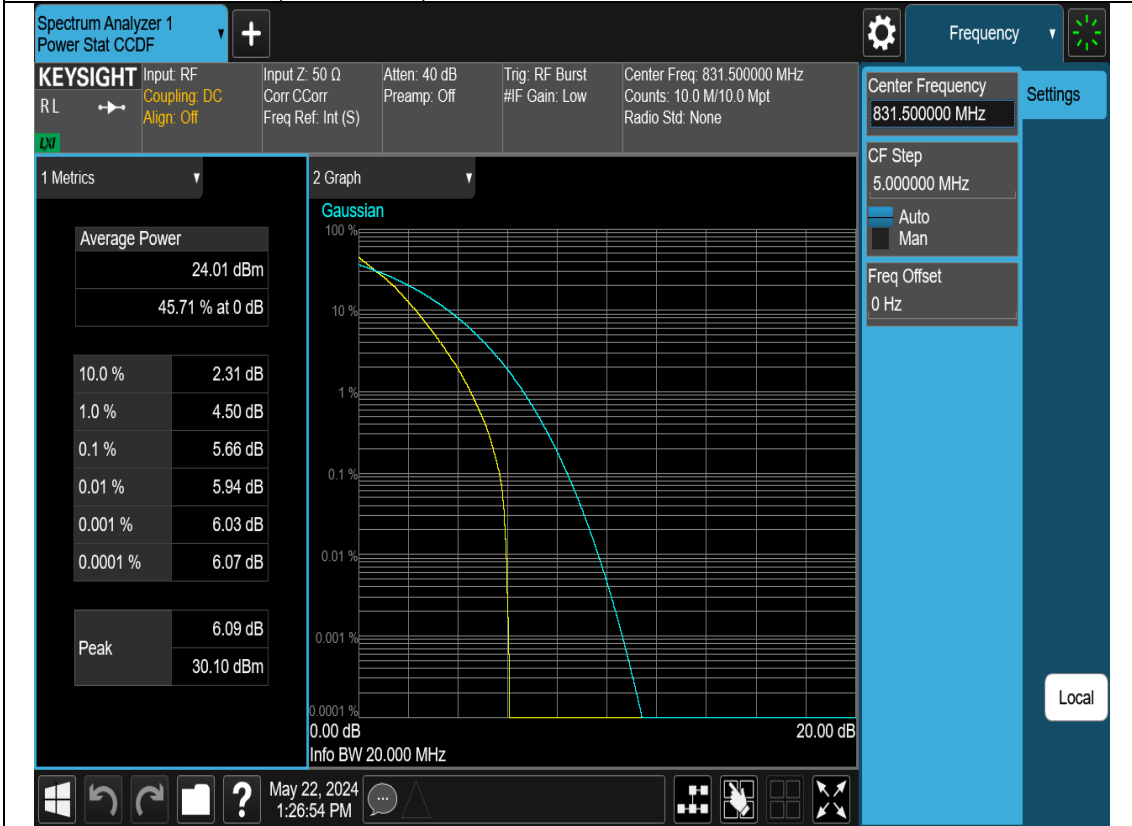 Spectrum Analyzer 1
Power Stat CCDF
+
Frequency
KEYSIGHT
RL
LXI
Input: RF
Coupling: DC
Align: Off
Input Z: 50 Ω
Corr CCorr
Freq Ref: Int (S)
Atten: 40 dB
Preamp: Off
Trig: RF Burst
#IF Gain: Low
Center Freq: 831.500000 MHz
Counts: 10.0 M/10.0 Mpt
Radio Std: None
Center Frequency
831.500000 MHz
Settings
CF Step
5.000000 MHz
Auto
Man
Freq Offset
0 Hz
1 Metrics
Average Power
24.01 dBm
45.71 % at 0 dB
10.0 % 2.31 dB
1.0 % 4.50 dB
0.1 % 5.66 dB
0.01 % 5.94 dB
0.001 % 6.03 dB
0.0001 % 6.07 dB
Peak
6.09 dB
30.10 dBm
2 Graph
Gaussian
100 %
10 %
1 %
0.1 %
0.01 %
0.001 %
0.0001 %
0.00 dB 20.00 dB
Info BW 20.000 MHz
Local
?
May 22, 2024
1:26:54 PM